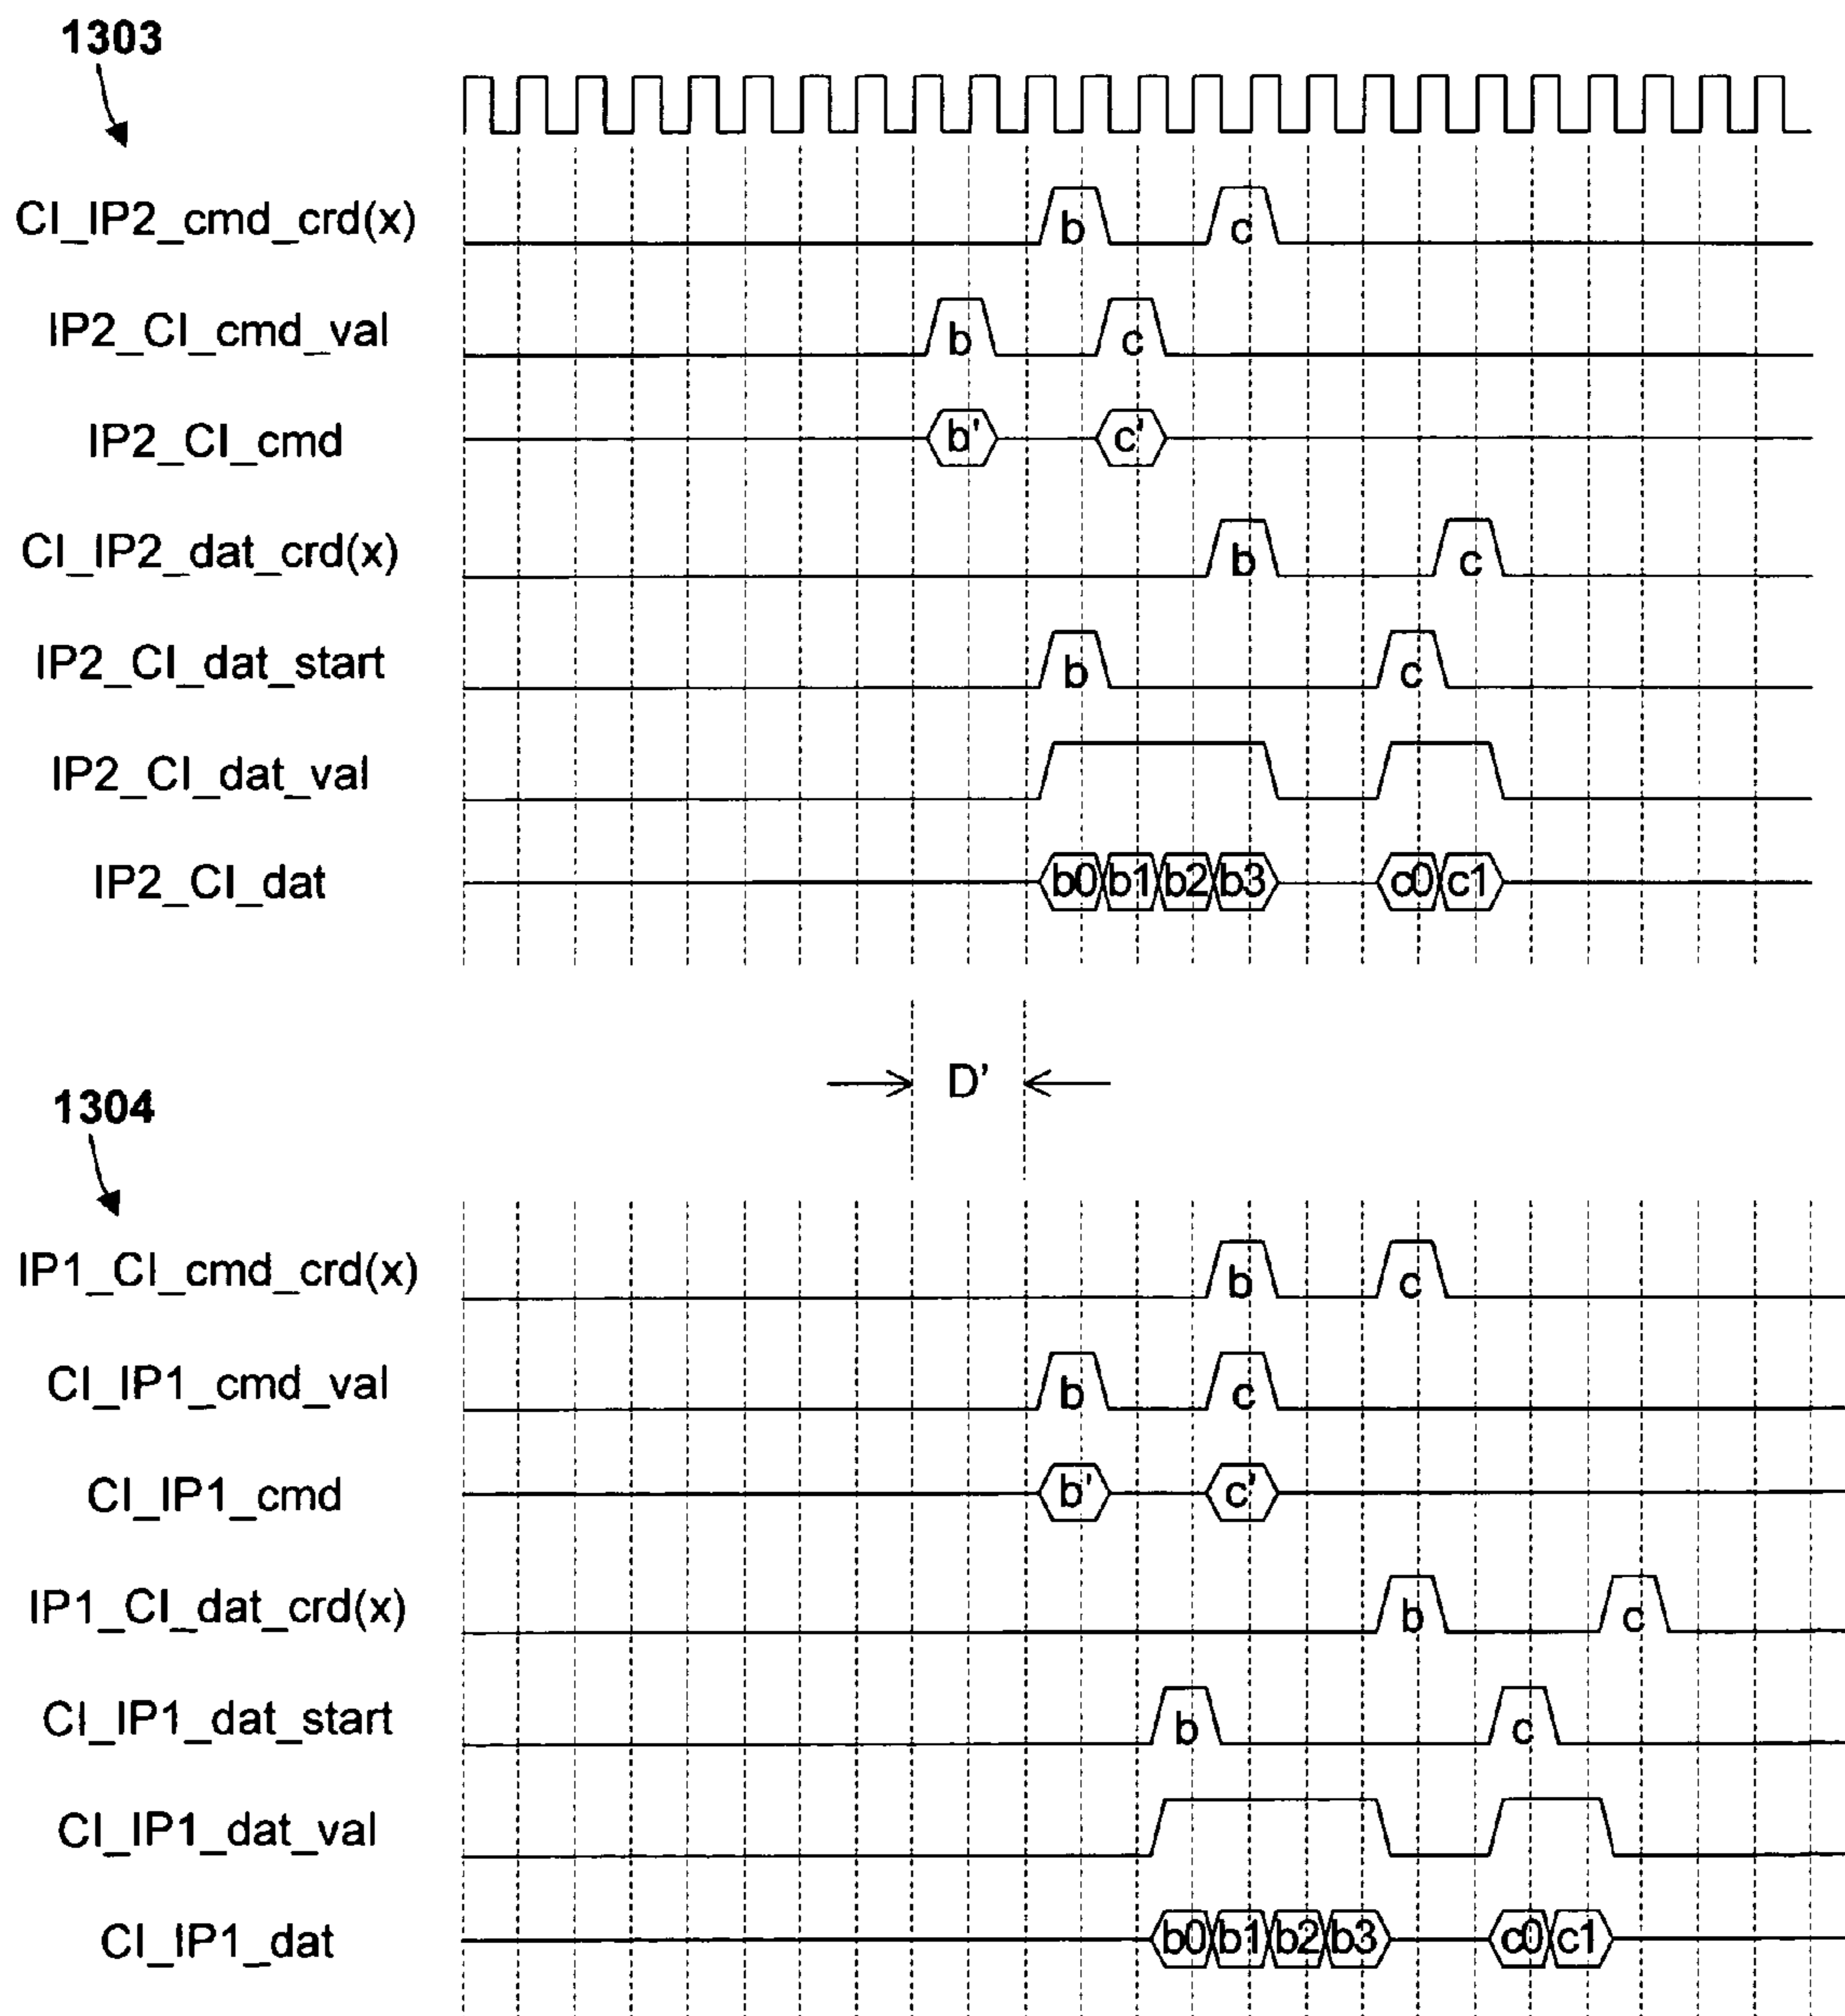 1303
CI_IP2_cmd_crd(x) b c
IP2_CI_cmd_val b c
IP2_CI_cmd b' c'
CI_IP2_dat_crd(x) b c
IP2_CI_dat_start b c
IP2_CI_dat_val
IP2_CI_dat b0 b1 b2 b3 c0 c1
D'
1304
IP1_CI_cmd_crd(x) b c
CI_IP1_cmd_val b c
CI_IP1_cmd b' c'
IP1_CI_dat_crd(x) b c
CI_IP1_dat_start b c
CI_IP1_dat_val
CI_IP1_dat b0 b1 b2 b3 c0 c1